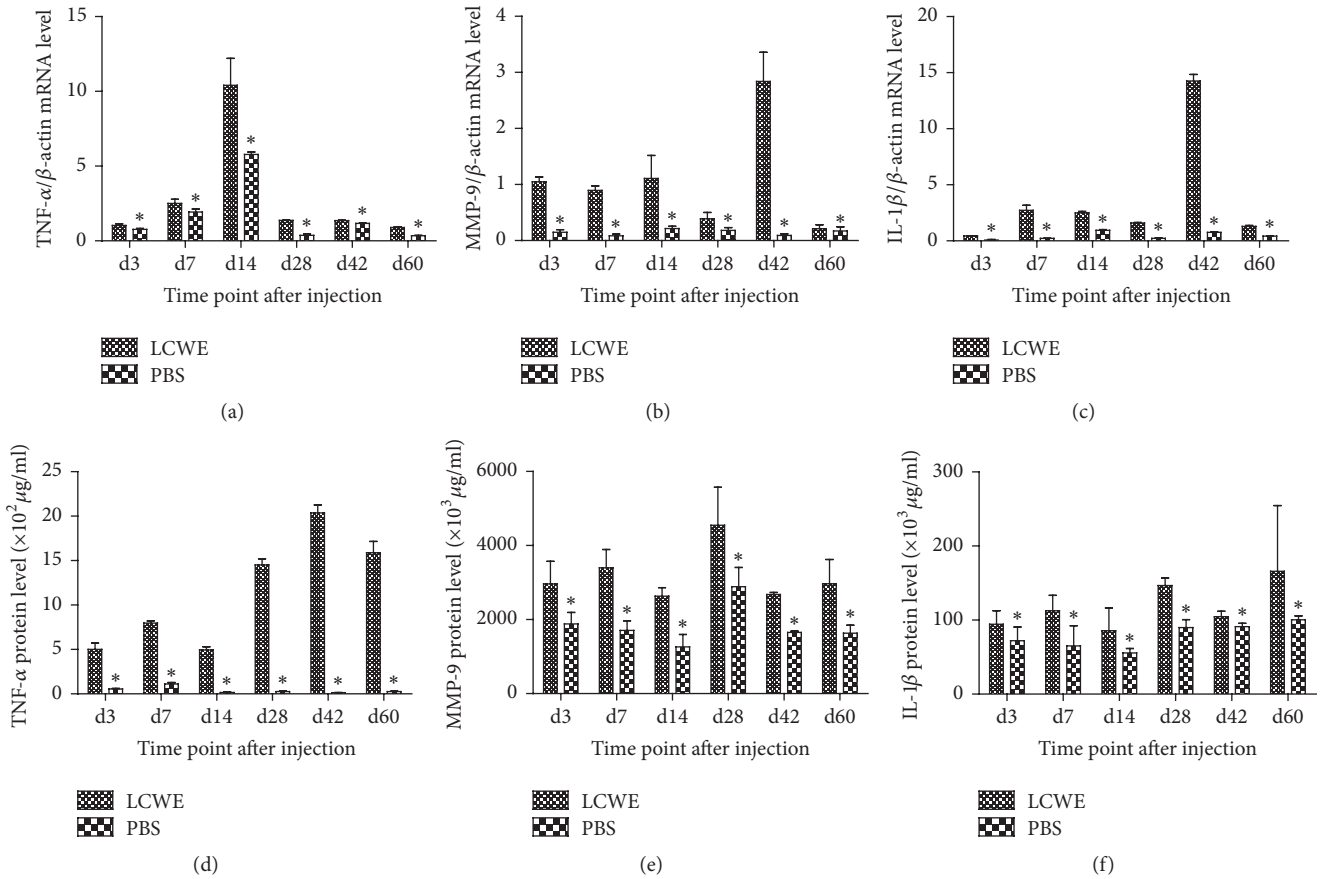 TNF-α/β-actin mRNA level
15
10
5
0
*
*
*
*
*
*
d3 d7 d14 d28 d42 d60
Time point after injection
LCWE
PBS
(a)
MMP-9/β-actin mRNA level
4
3
2
1
0
*
*
*
*
*
*
d3 d7 d14 d28 d42 d60
Time point after injection
LCWE
PBS
(b)
IL-1β/β-actin mRNA level
20
15
10
5
0
*
*
*
*
*
*
d3 d7 d14 d28 d42 d60
Time point after injection
LCWE
PBS
(c)
TNF-α protein level (×10² μg/ml)
25
20
15
10
5
0
*
*
*
*
*
*
d3 d7 d14 d28 d42 d60
Time point after injection
LCWE
PBS
(d)
MMP-9 protein level (×10³ μg/ml)
6000
4000
2000
0
*
*
*
*
*
*
d3 d7 d14 d28 d42 d60
Time point after injection
LCWE
PBS
(e)
IL-1β protein level (×10³ μg/ml)
300
200
100
0
*
*
*
*
*
*
d3 d7 d14 d28 d42 d60
Time point after injection
LCWE
PBS
(f)